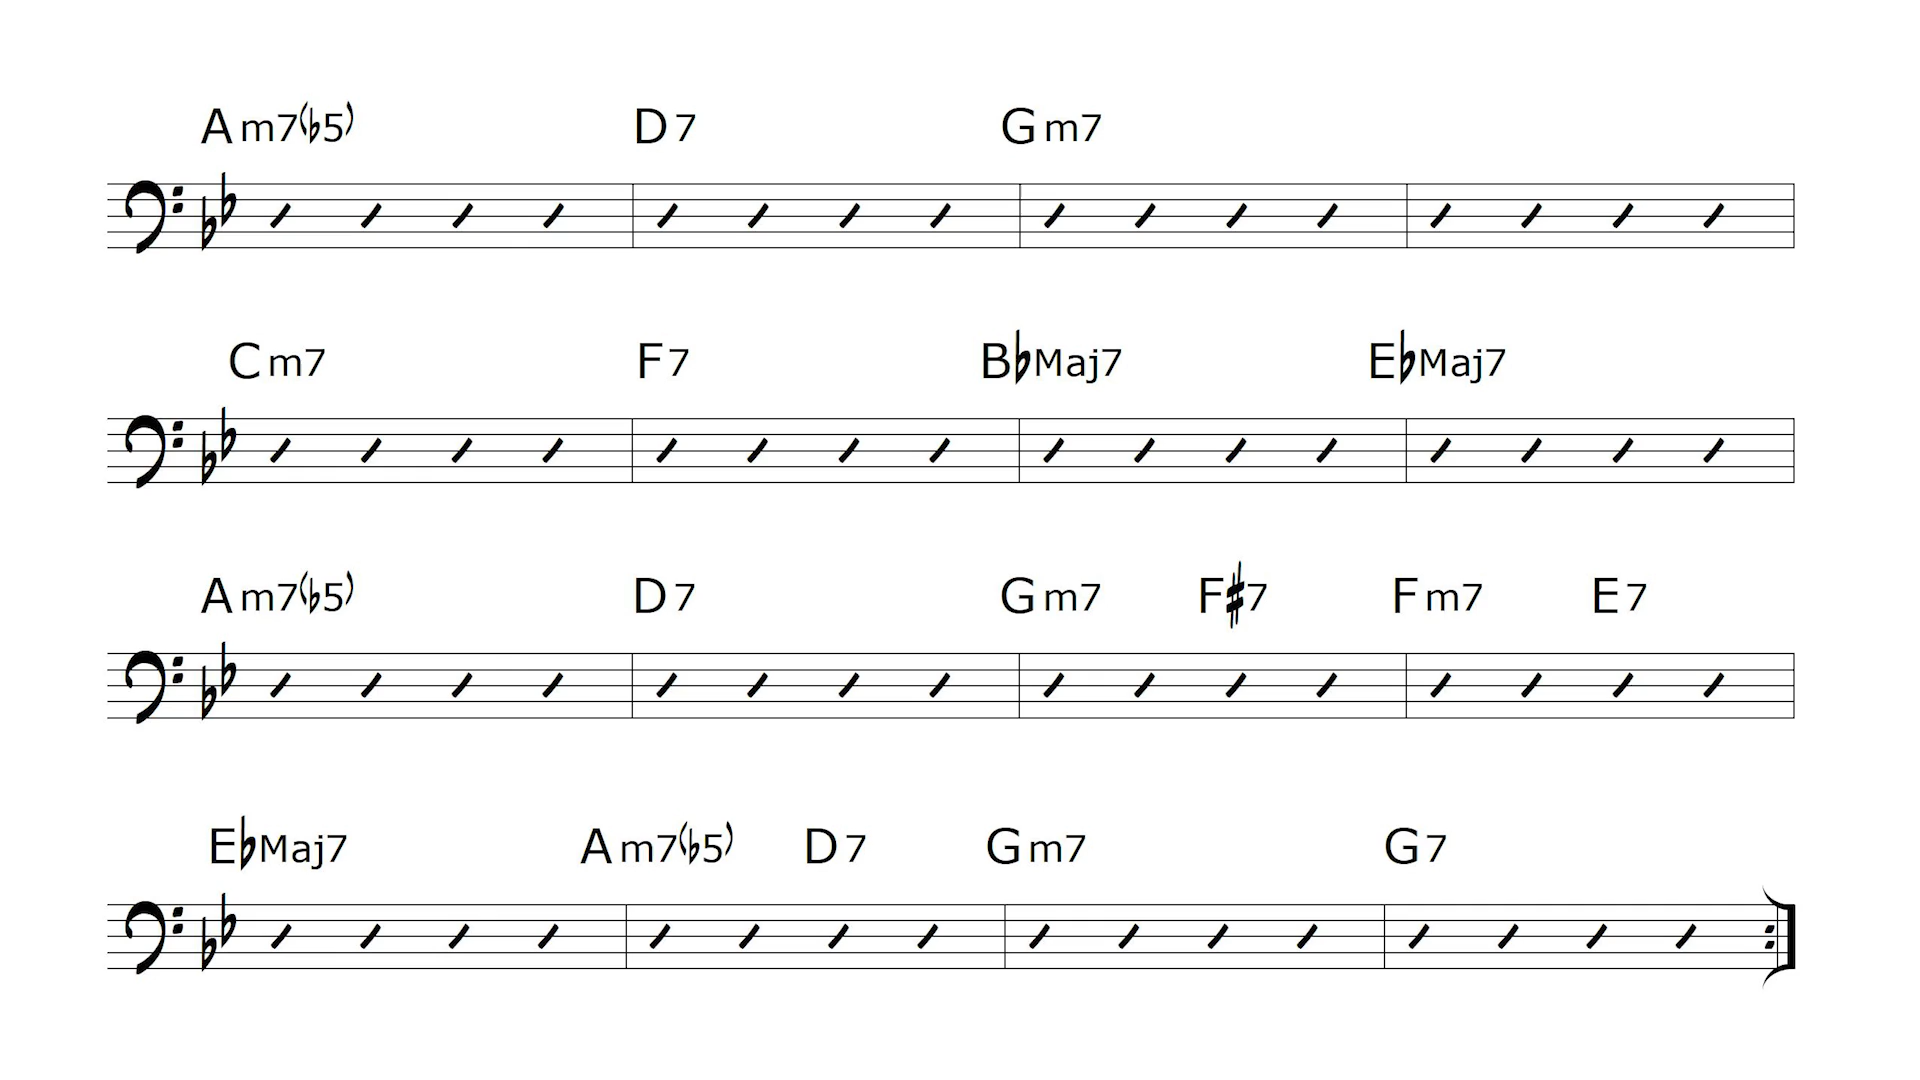 Am7(♭5) D7 Gm7
Cm7 F7 B♭Maj7 E♭Maj7
Am7(♭5) D7 Gm7 F♯7 Fm7 E7
E♭Maj7 Am7(♭5) D7 Gm7 G7